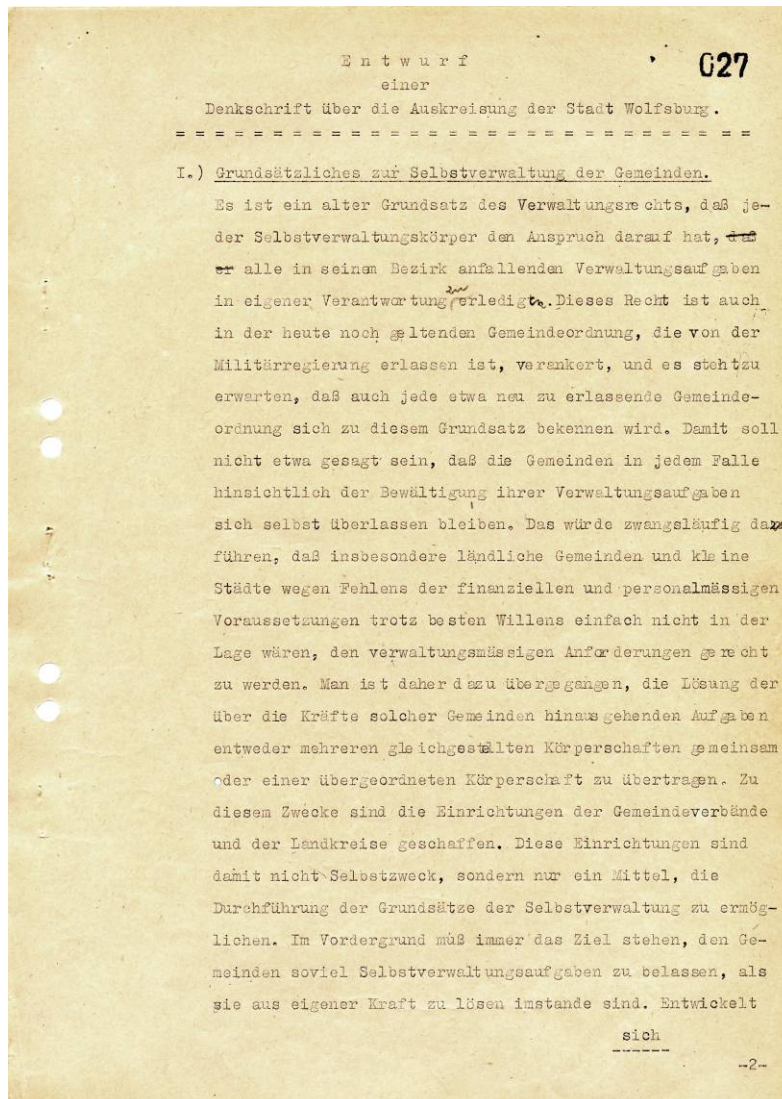 E n t w u r f
027
einer
Denkschrift über die Auskreisung der Stadt Wolfsburg.
= = = = = = = = = = = = = = = = = = = = = = = = = = = = =
I.) Grundsätzliches zur Selbstverwaltung der Gemeinden.
Es ist ein alter Grundsatz des Verwaltungsrechts, daß je-
der Selbstverwaltungskörper den Anspruch darauf hat, daß
er alle in seinem Bezirk anfallenden Verwaltungsaufgaben
in eigener Verantwortung zu erledigen. Dieses Recht ist auch
in der heute noch geltenden Gemeindeordnung, die von der
Militärregierung erlassen ist, verankert, und es steht zu
erwarten, daß auch jede etwa neu zu erlassende Gemeinde-
ordnung sich zu diesem Grundsatz bekennen wird. Damit soll
nicht etwa gesagt sein, daß die Gemeinden in jedem Falle
hinsichtlich der Bewältigung ihrer Verwaltungsaufgaben
sich selbst überlassen bleiben. Das würde zwangsläufig dazu
führen, daß insbesondere ländliche Gemeinden und kleine
Städte wegen Fehlens der finanziellen und personalmässigen
Voraussetzungen trotz besten Willens einfach nicht in der
Lage wären, den verwaltungsmässigen Anforderungen gerecht
zu werden. Man ist daher dazu übergegangen, die Lösung der
über die Kräfte solcher Gemeinden hinausgehenden Aufgaben
entweder mehreren gleichgestellten Körperschaften gemeinsam
oder einer übergeordneten Körperschaft zu übertragen. Zu
diesem Zwecke sind die Einrichtungen der Gemeindeverbände
und der Landkreise geschaffen. Diese Einrichtungen sind
damit nicht Selbstzweck, sondern nur ein Mittel, die
Durchführung der Grundsätze der Selbstverwaltung zu ermög-
lichen. Im Vordergrund muß immer das Ziel stehen, den Ge-
meinden soviel Selbstverwaltungsaufgaben zu belassen, als
sie aus eigener Kraft zu lösen imstande sind. Entwickelt
sich
------
-2-